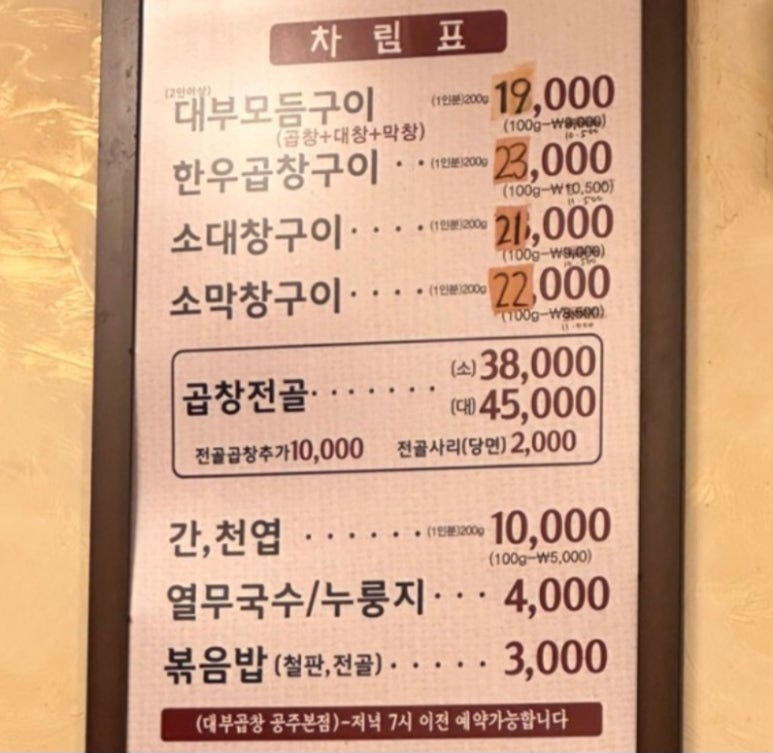 차 림 표
(2인이상)
대부모듬구이 (1인분)200g 19,000
(곱창+대창+막창) (100g-₩9,000)
한우곱창구이 · · (1인분)200g 23,000
(100g-₩10,500)
소대창구이 · · · · (1인분)200g 21,000
(100g-₩9,000)
소막창구이 · · · · (1인분)200g 22,000
(100g-₩8,500)
곱창전골 · · · · · · · (소) 38,000
(대) 45,000
전골곱창추가 10,000 전골사리(당면) 2,000
간,천엽 · · · · · · (1인분)200g 10,000
(100g-₩5,000)
열무국수/누룽지 · · · 4,000
볶음밥 (철판,전골) · · · · · 3,000
(대부곱창 공주본점)-저녁 7시 이전 예약가능합니다